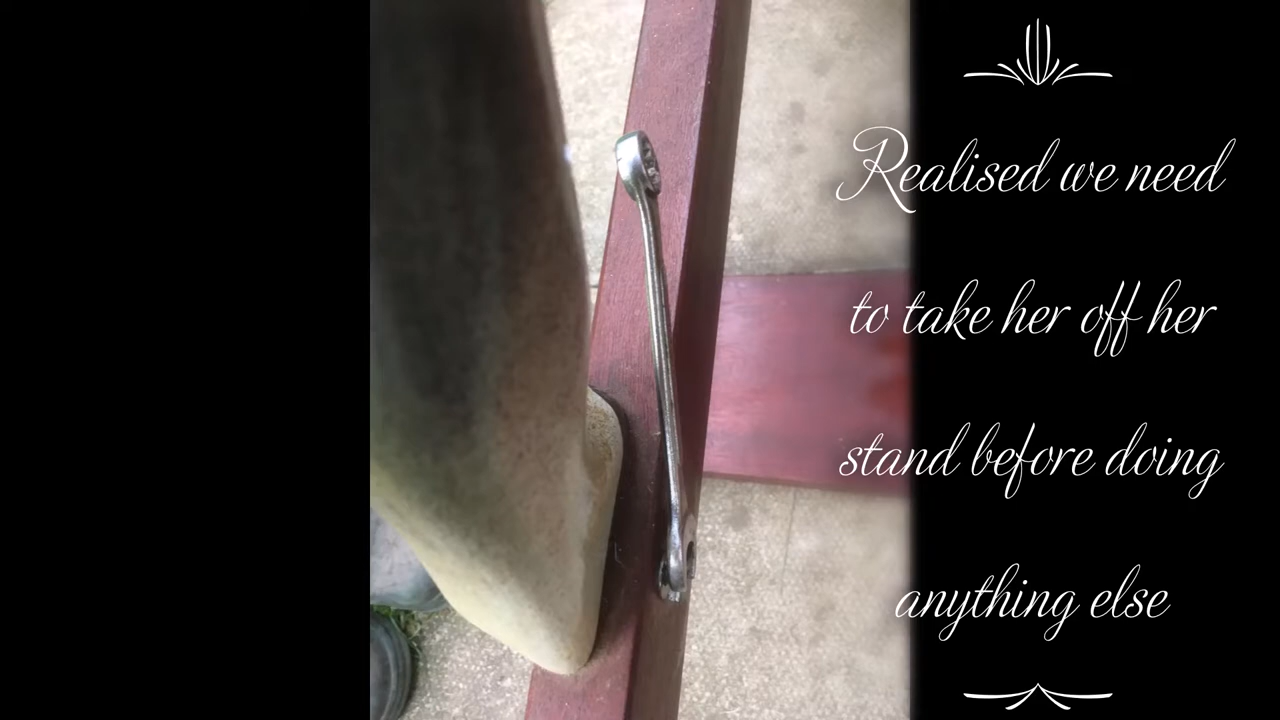 Realised we need
to take her off her
stand before doing
anything else